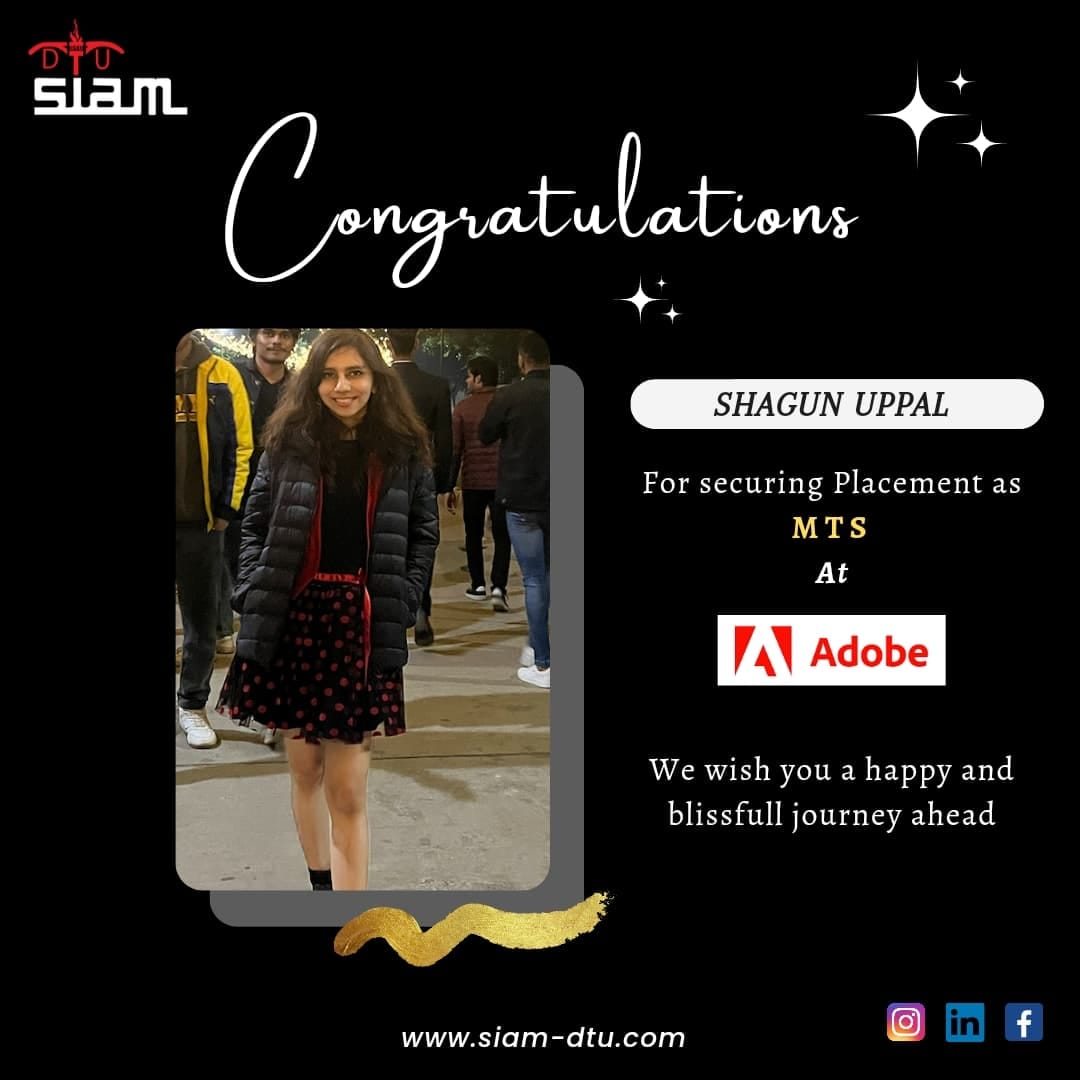 DTU
SIAM
Congratulations
SHAGUN UPPAL
For securing Placement as
MTS
At
Adobe
We wish you a happy and
blissfull journey ahead
in
f
www.siam-dtu.com